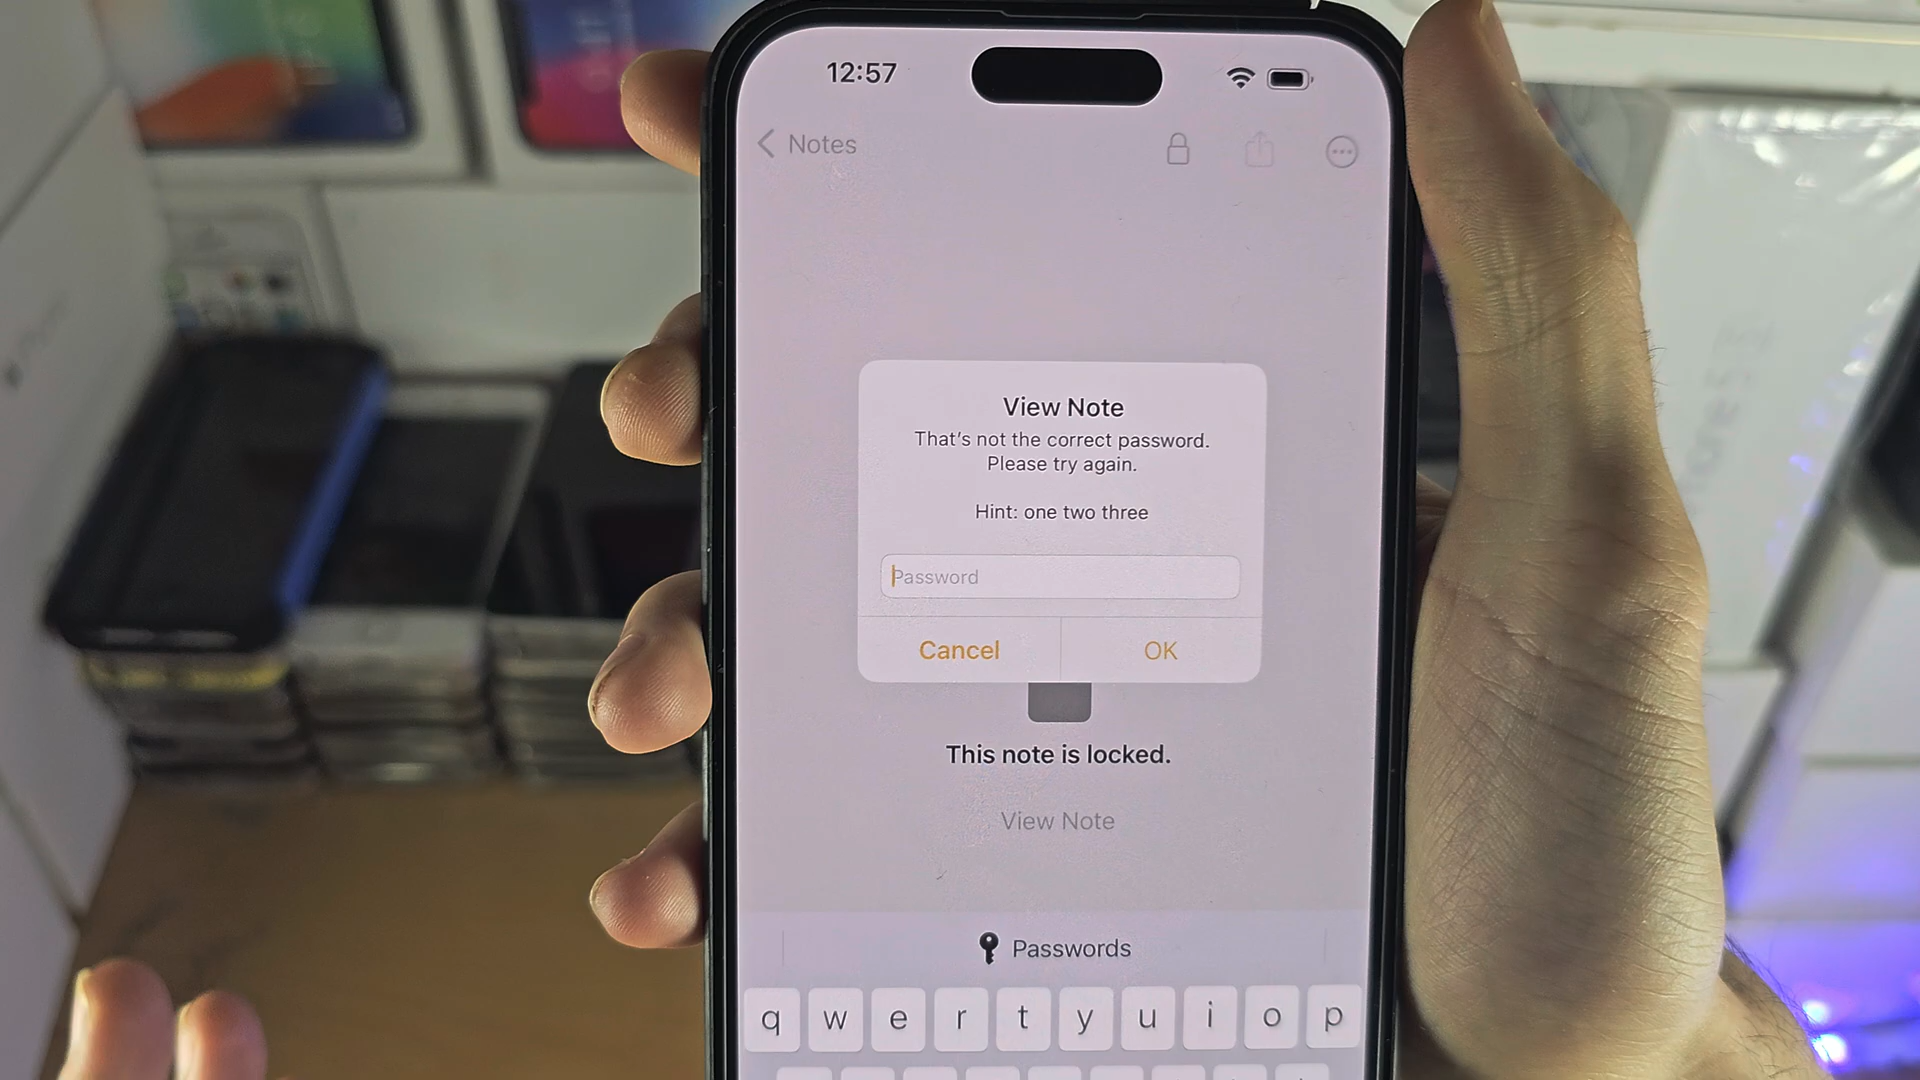 12:57
Notes
View Note
That's not the correct password.
Please try again.
Hint: one two three
Password
Cancel
OK
This note is locked.
View Note
Passwords
q w e r t y u i o p